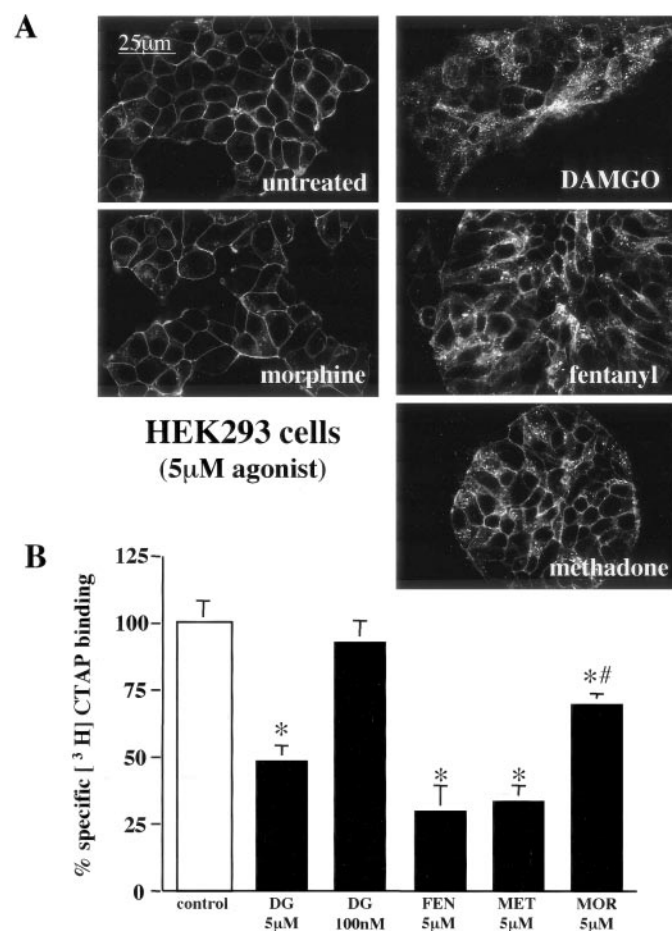 A
25μm
untreated
DAMGO
morphine
fentanyl
HEK293 cells
(5μM agonist)
methadone
B
% specific [ ³ H] CTAP binding
125
100
75
50
25
0
*
*
*
*#
control
DG
5μM
DG
100nM
FEN
5μM
MET
5μM
MOR
5μM